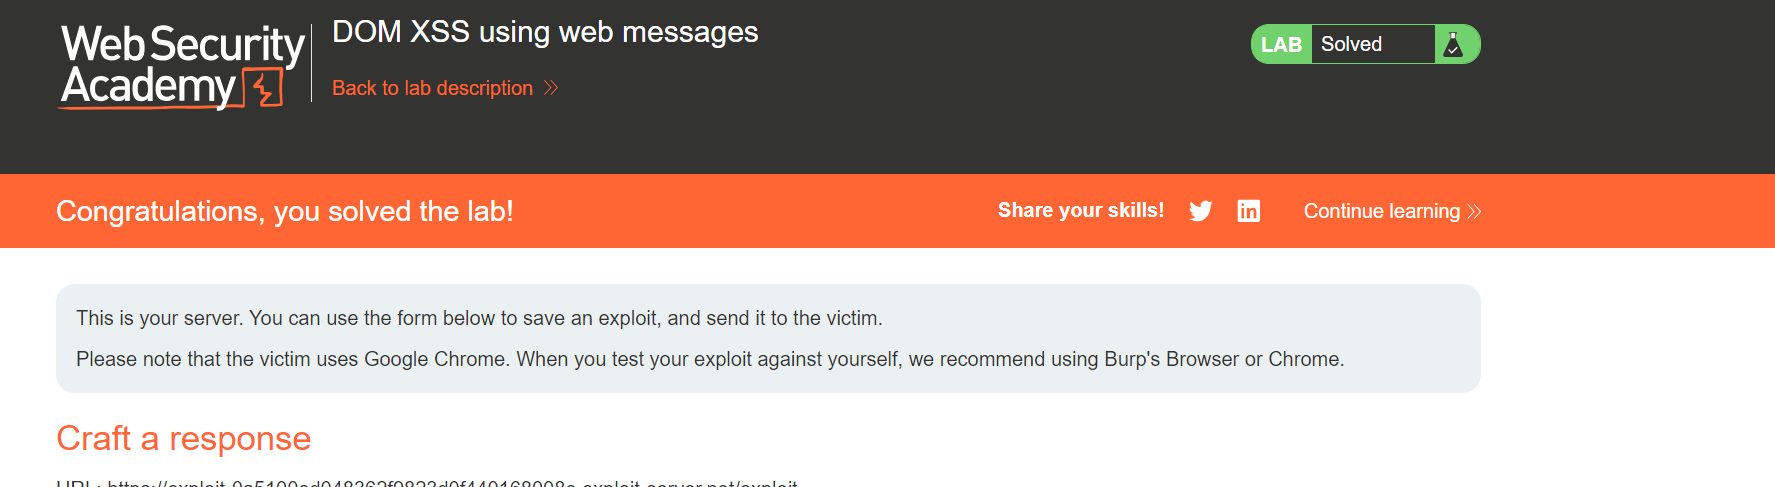 Web Security
Academy
DOM XSS using web messages
Back to lab description
LAB Solved
Congratulations, you solved the lab!
Share your skills!
Continue learning
This is your server. You can use the form below to save an exploit, and send it to the victim.
Please note that the victim uses Google Chrome. When you test your exploit against yourself, we recommend using Burp's Browser or Chrome.
Craft a response